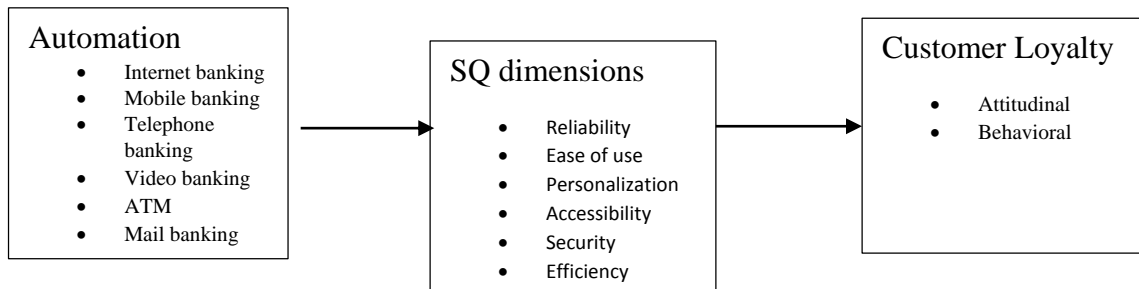 Automation
• Internet banking
• Mobile banking
• Telephone
banking
• Video banking
• ATM
• Mail banking
SQ dimensions
• Reliability
• Ease of use
• Personalization
• Accessibility
• Security
• Efficiency
Customer Loyalty
• Attitudinal
• Behavioral